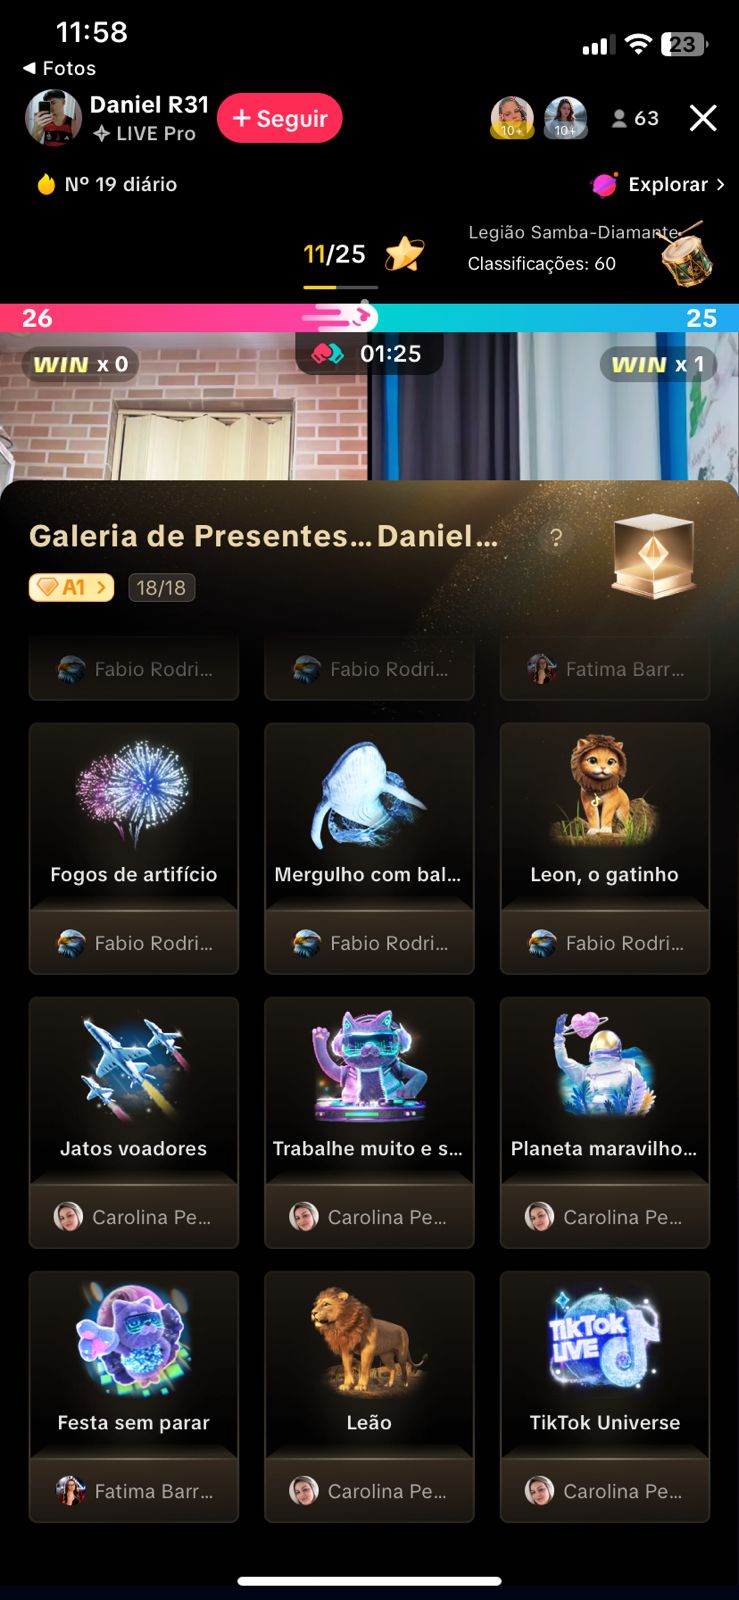 11:58
23
◀ Fotos
Daniel R31
LIVE Pro
+ Seguir
10+
10+
63
Nº 19 diário
Explorar >
11/25
Legião Samba-Diamante
Classificações: 60
26
25
WIN x 0
01:25
WIN x 1
Galeria de Presentes... Daniel...
?
A1 >
18/18
Fabio Rodri...
Fabio Rodri...
Fatima Barr...
Fogos de artifício
Mergulho com bal...
Leon, o gatinho
Fabio Rodri...
Fabio Rodri...
Fabio Rodri...
Jatos voadores
Trabalhe muito e s...
Planeta maravilho...
Carolina Pe...
Carolina Pe...
Carolina Pe...
TikTok
LIVE
Festa sem parar
Leão
TikTok Universe
Fatima Barr...
Carolina Pe...
Carolina Pe...